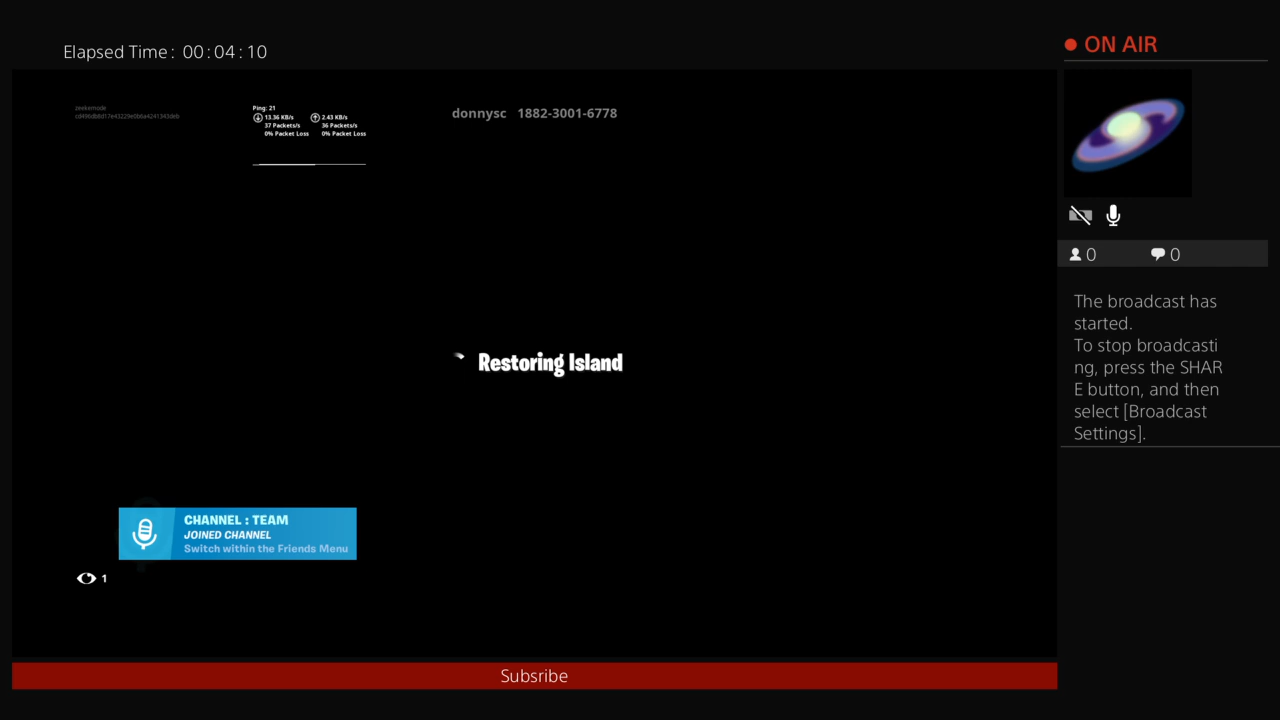 Elapsed Time: 00:04:10
ON AIR
Ping: 21
13.36 KB/s 2.43 KB/s
37 Packets/s 36 Packets/s
0% Packet Loss 0% Packet Loss
donnysc 1882-3001-6778
0 0
The broadcast has
started.
To stop broadcasti
ng, press the SHAR
E button, and then
select [Broadcast
Settings].
Restoring Island
CHANNEL : TEAM
JOINED CHANNEL
Switch within the Friends Menu
1
Subsribe